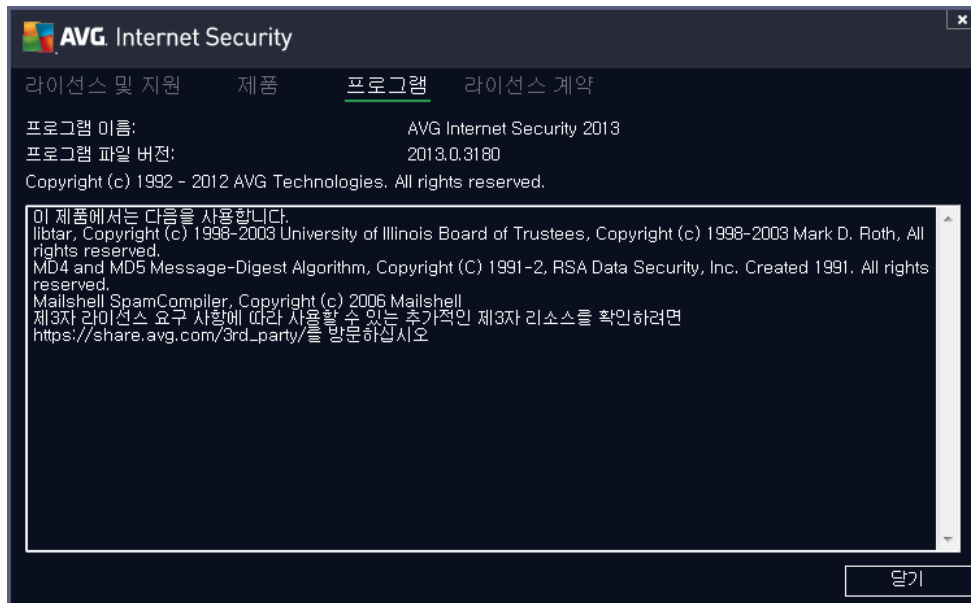 AVG. Internet Security
라이선스 및 지원 제품 프로그램 라이선스 계약
프로그램 이름: AVG Internet Security 2013
프로그램 파일 버전: 2013.0.3180
Copyright (c) 1992 - 2012 AVG Technologies. All rights reserved.
이 제품에서는 다음을 사용합니다.
libtar, Copyright (c) 1998-2003 University of Illinois Board of Trustees, Copyright (c) 1998-2003 Mark D. Roth, All
rights reserved.
MD4 and MD5 Message-Digest Algorithm, Copyright (C) 1991-2, RSA Data Security, Inc. Created 1991. All rights
reserved.
Mailshell SpamCompiler, Copyright (c) 2006 Mailshell
제3자 라이선스 요구 사항에 따라 사용할 수 있는 추가적인 제3자 리소스를 확인하려면
https://share.avg.com/3rd_party/를 방문하십시오
닫기